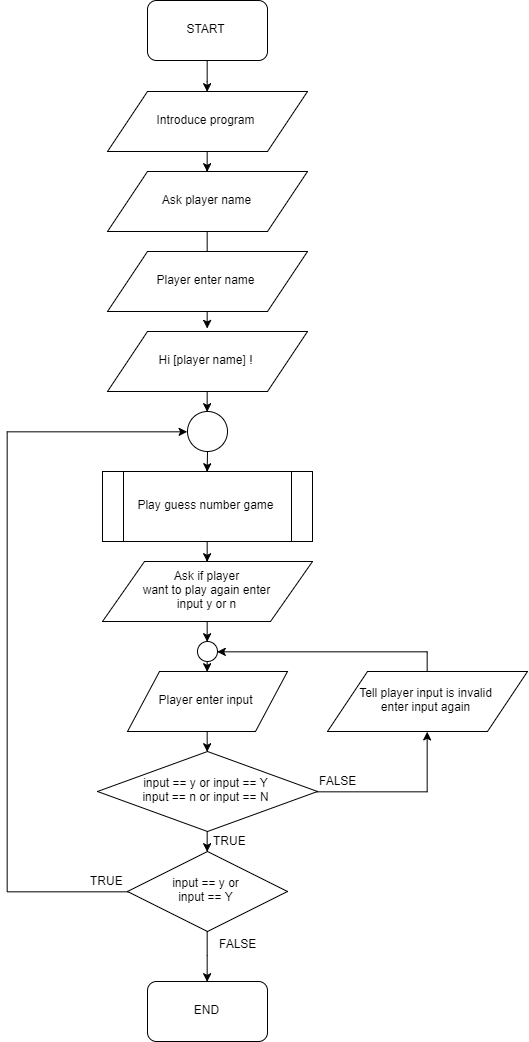 START
Introduce program
Ask player name
Player enter name
Hi [player name] !
Play guess number game
Ask if player
want to play again enter
input y or n
Player enter input
Tell player input is invalid
enter input again
input == y or input == Y
input == n or input == N
FALSE
TRUE
input == y or
input == Y
TRUE
FALSE
END